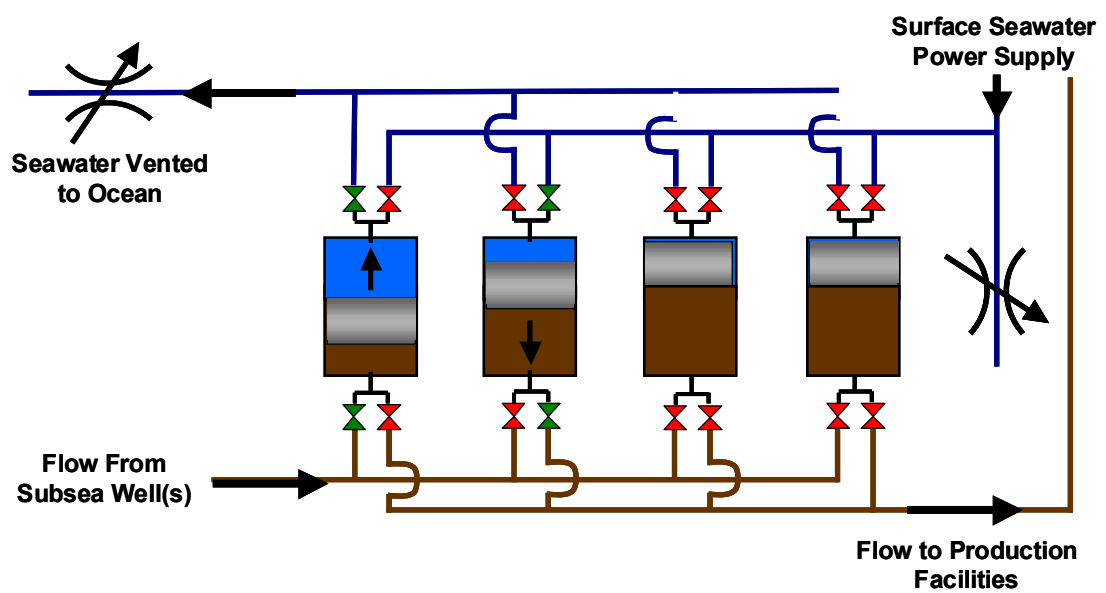 Surface Seawater
Power Supply
Seawater Vented
to Ocean
Flow From
Subsea Well(s)
Flow to Production
Facilities